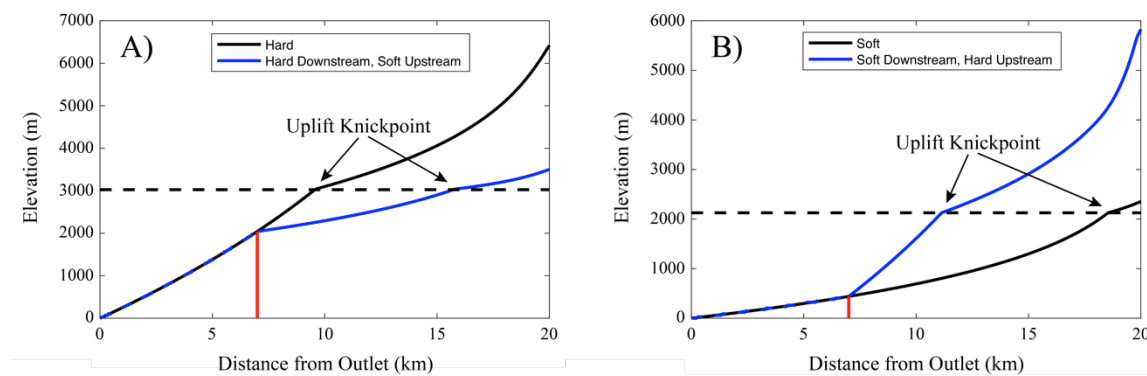 A)
Hard
Hard Downstream, Soft Upstream
Uplift Knickpoint
7000
6000
5000
4000
3000
2000
1000
0
0 5 10 15 20
Elevation (m)
Distance from Outlet (km)
B)
Soft
Soft Downstream, Hard Upstream
Uplift Knickpoint
6000
5000
4000
3000
2000
1000
0
0 5 10 15 20
Elevation (m)
Distance from Outlet (km)